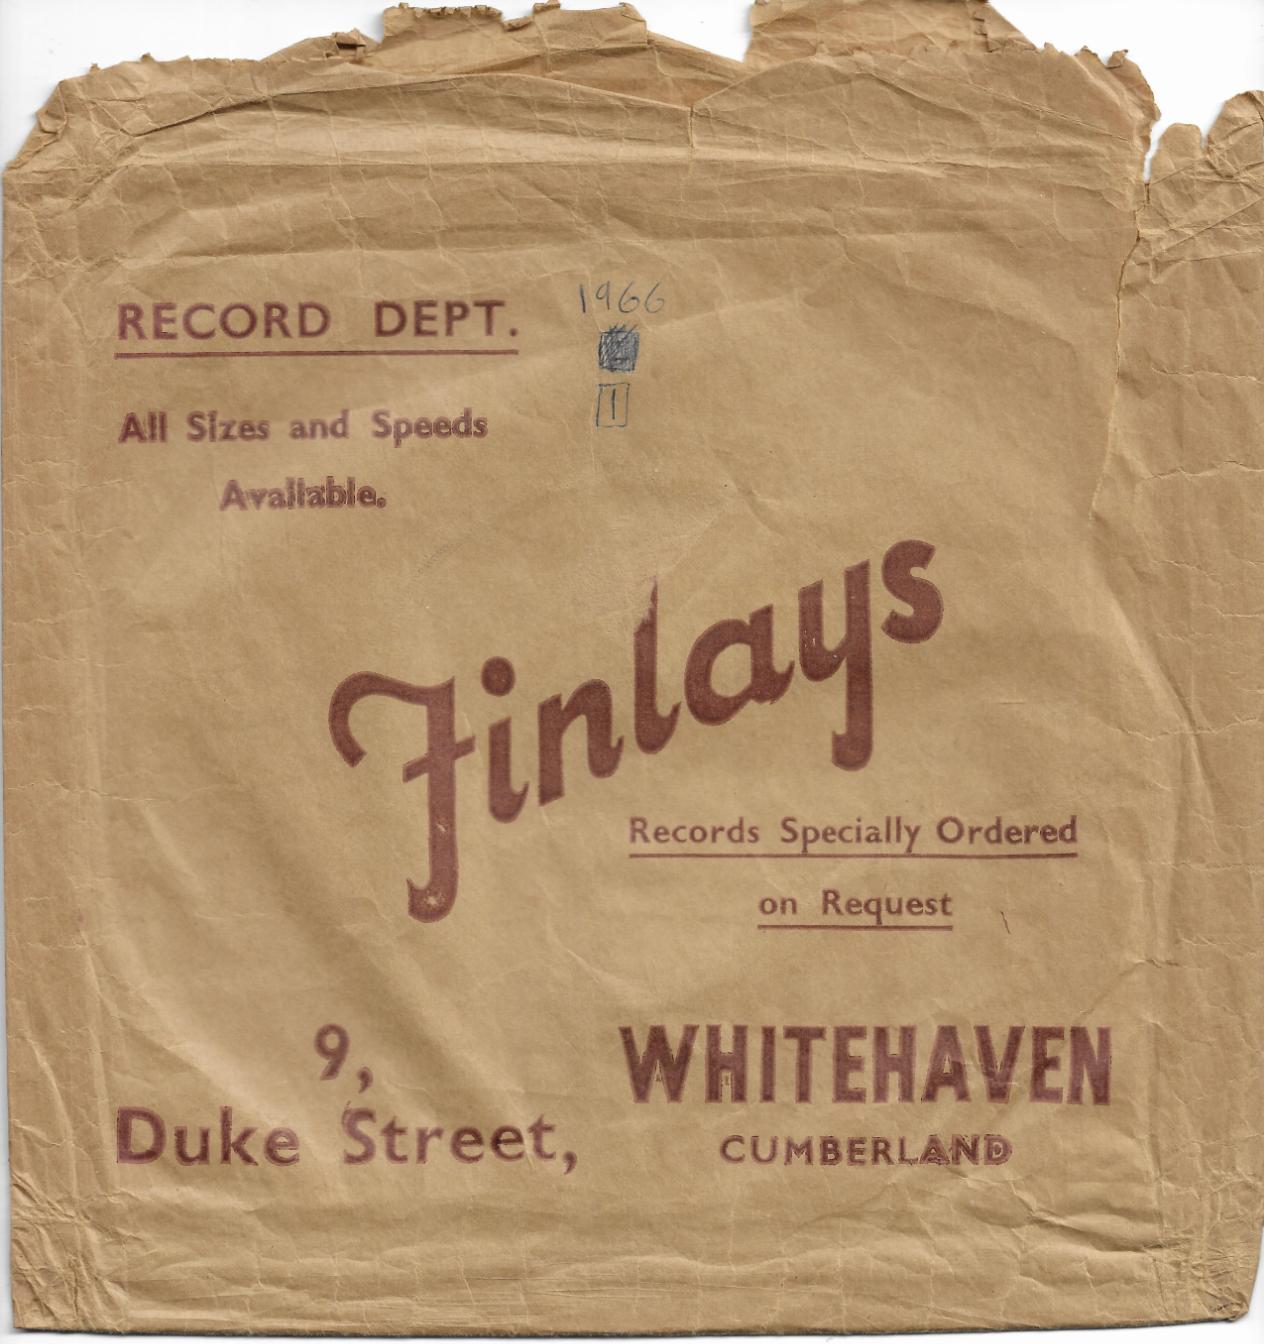 RECORD DEPT.
1966
1
All Sizes and Speeds
Available.
Finlays
Records Specially Ordered
on Request
9,
Duke Street,
WHITEHAVEN
CUMBERLAND